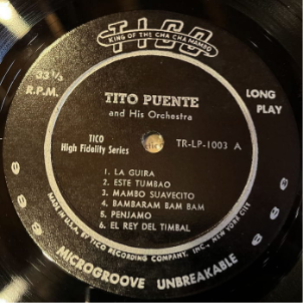 TICO
KING OF THE CHA CHA MAMBO
33 1/3
R.P.M.
LONG
PLAY
TITO PUENTE
and His Orchestra
TICO
High Fidelity Series
TR-LP-1003 A
1. LA GUIRA
2. ESTE TUMBAO
3. MAMBO SUAVECITO
4. BAMBARAM BAM BAM
5. PENJAMO
6. EL REY DEL TIMBAL
MADE IN U.S.A. BY TICO RECORDING COMPANY, INC., NEW YORK CITY
MICROGROOVE UNBREAKABLE